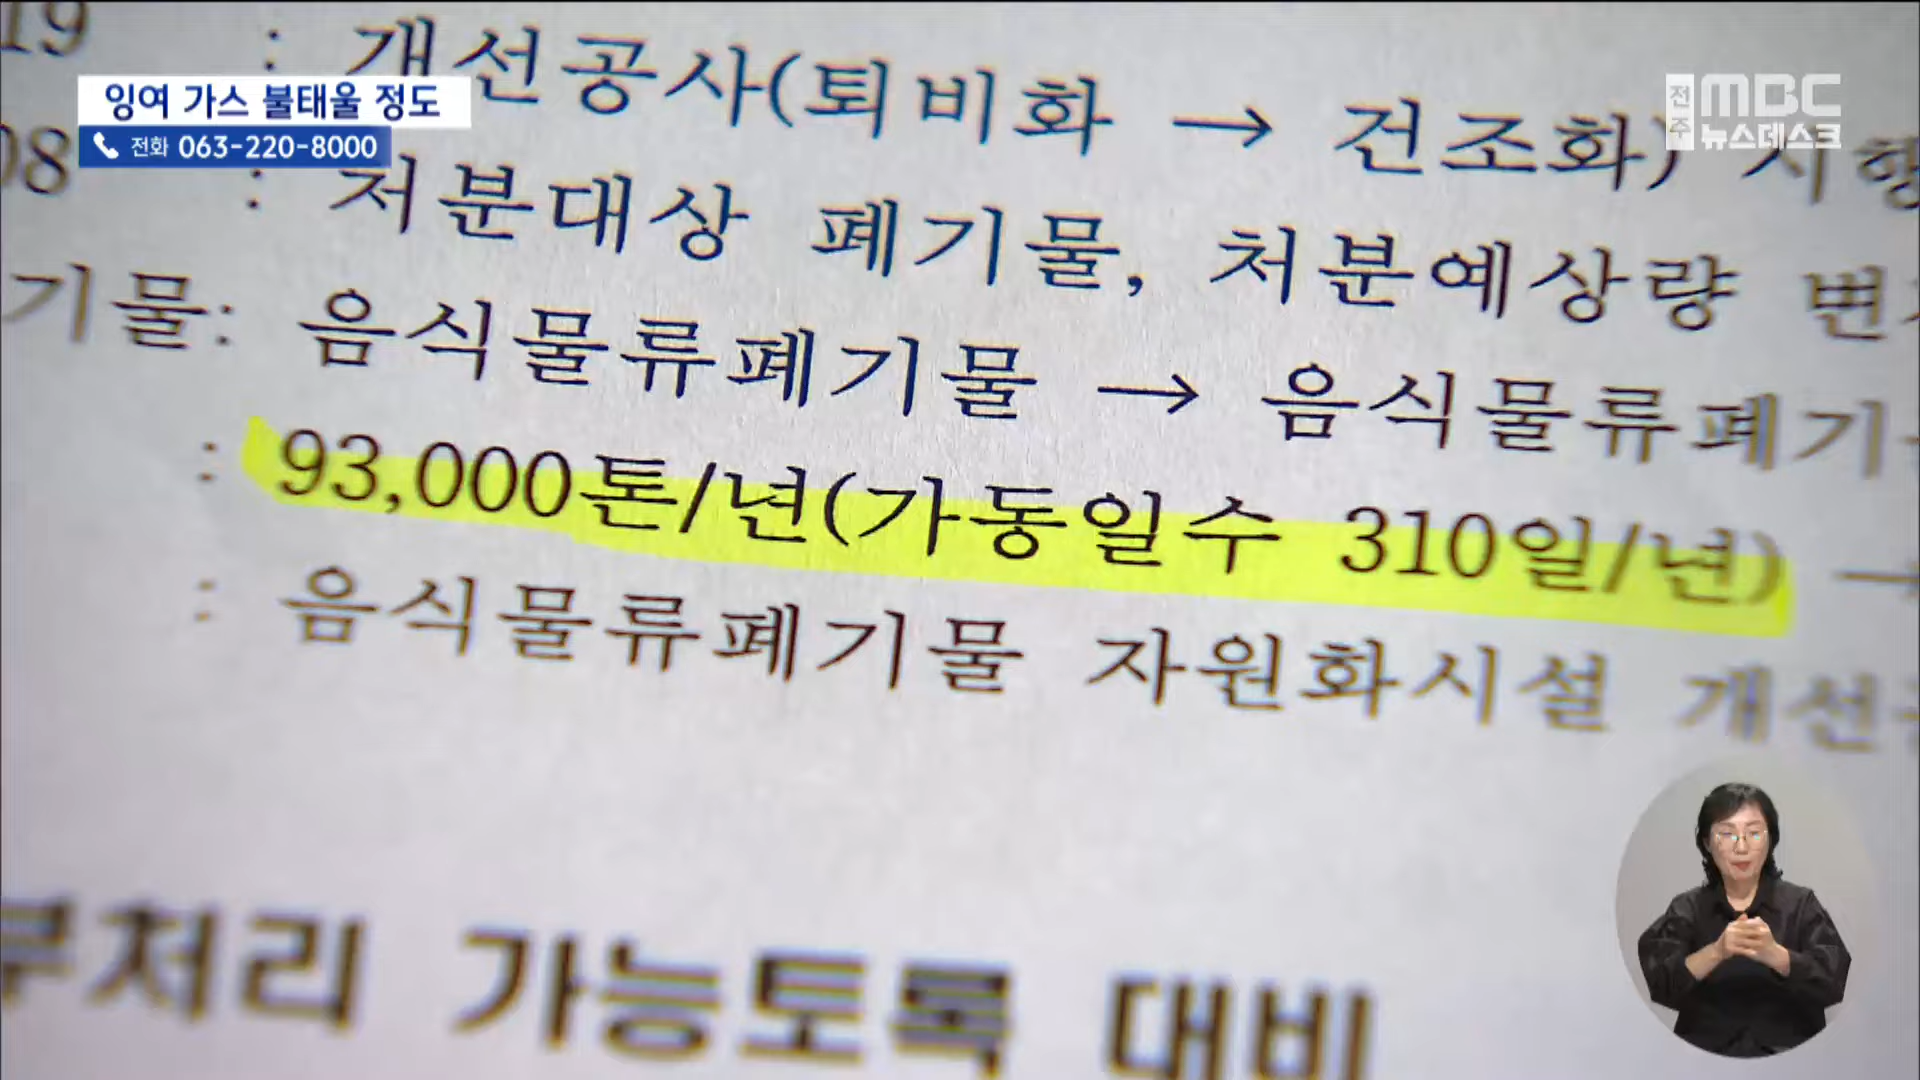 잉여 가스 불태울 정도
전화 063-220-8000
전주 MBC
뉴스데스크
19 : 개선공사(퇴비화 → 건조화) 시행
08 : 처분대상 폐기물, 처분예상량
기물: 음식물류폐기물 → 음식물류폐기
: 93,000톤/년(가동일수 310일/년) →
: 음식물류폐기물 자원화시설 개선
처리 가능토록 대비